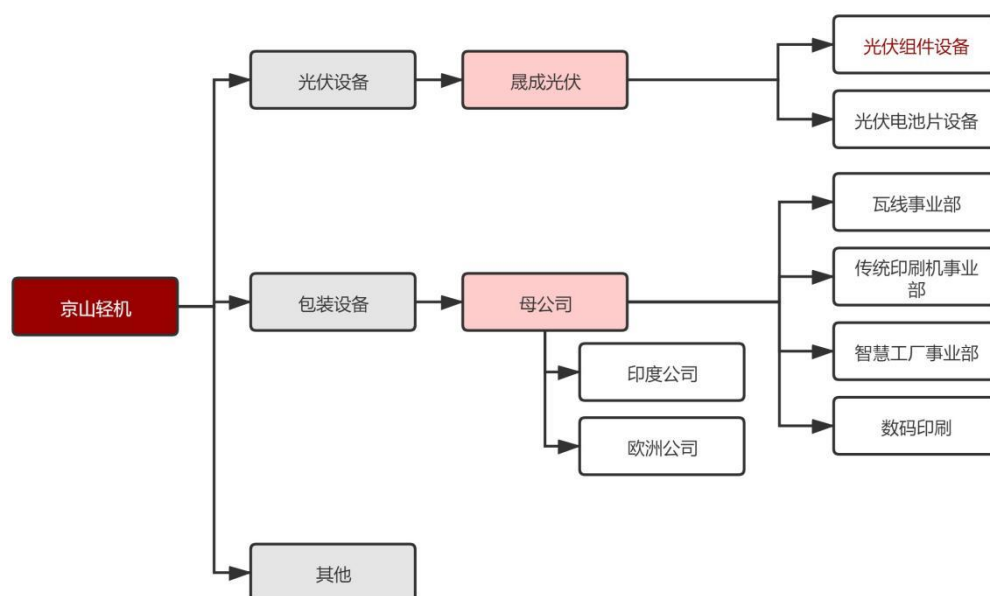 光伏组件设备
光伏设备
晟成光伏
光伏电池片设备
瓦线事业部
传统印刷机事业
部
京山轻机
包装设备
母公司
智慧工厂事业部
印度公司
数码印刷
欧洲公司
其他